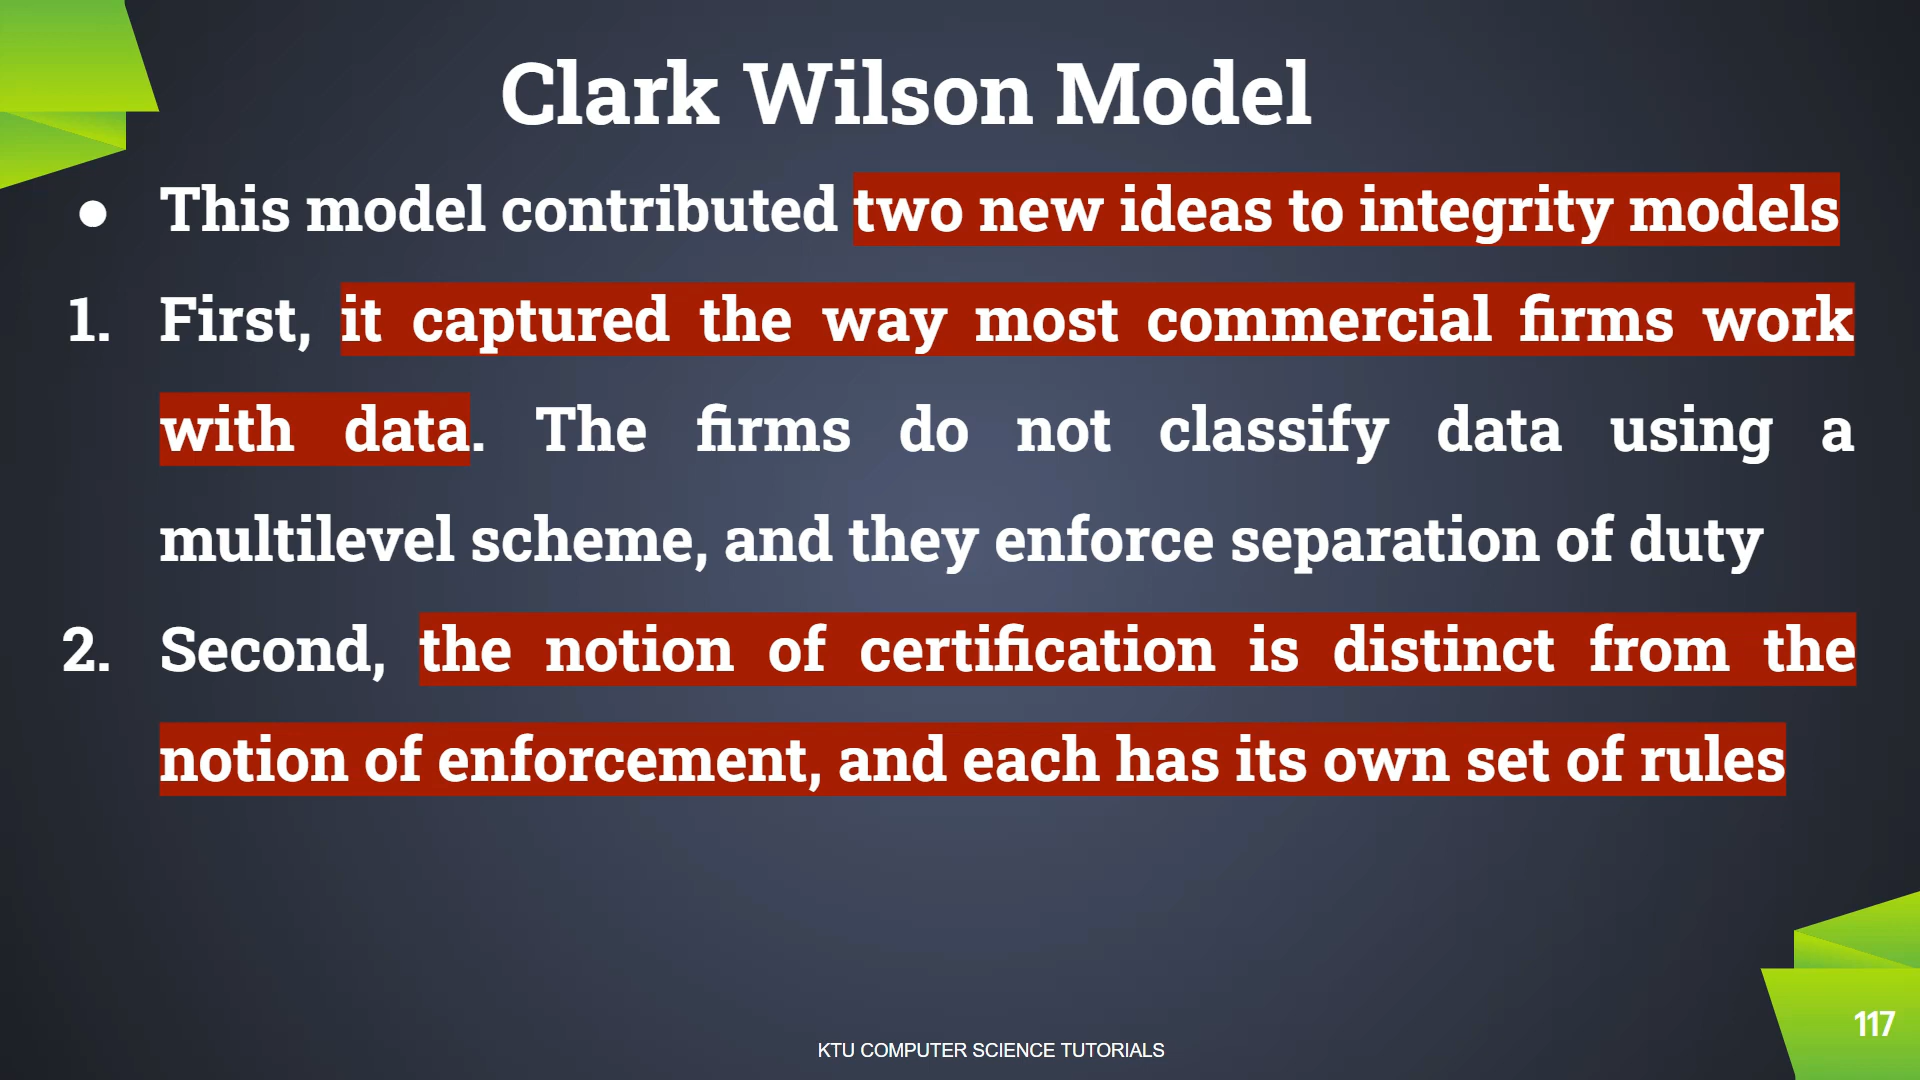 Clark Wilson Model
● This model contributed two new ideas to integrity models
1. First, it captured the way most commercial firms work
with data. The firms do not classify data using a
multilevel scheme, and they enforce separation of duty
2. Second, the notion of certification is distinct from the
notion of enforcement, and each has its own set of rules
117
KTU COMPUTER SCIENCE TUTORIALS